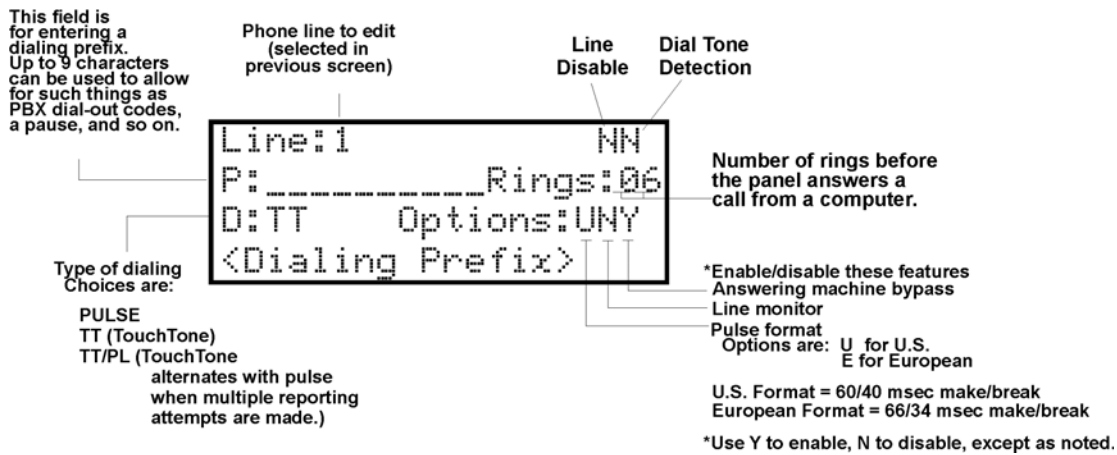 This field is
for entering a
dialing prefix.
Up to 9 characters
can be used to allow
for such things as
PBX dial-out codes,
a pause, and so on.
Phone line to edit
(selected in
previous screen)
Line
Disable
Dial Tone
Detection
Line:1 NN
P:__________Rings:06
D:TT Options:UNY
<Dialing Prefix>
Number of rings before
the panel answers a
call from a computer.
Type of dialing
Choices are:
PULSE
TT (TouchTone)
TT/PL (TouchTone
alternates with pulse
when multiple reporting
attempts are made.)
*Enable/disable these features
Answering machine bypass
Line monitor
Pulse format
Options are: U for U.S.
E for European
U.S. Format = 60/40 msec make/break
European Format = 66/34 msec make/break
*Use Y to enable, N to disable, except as noted.